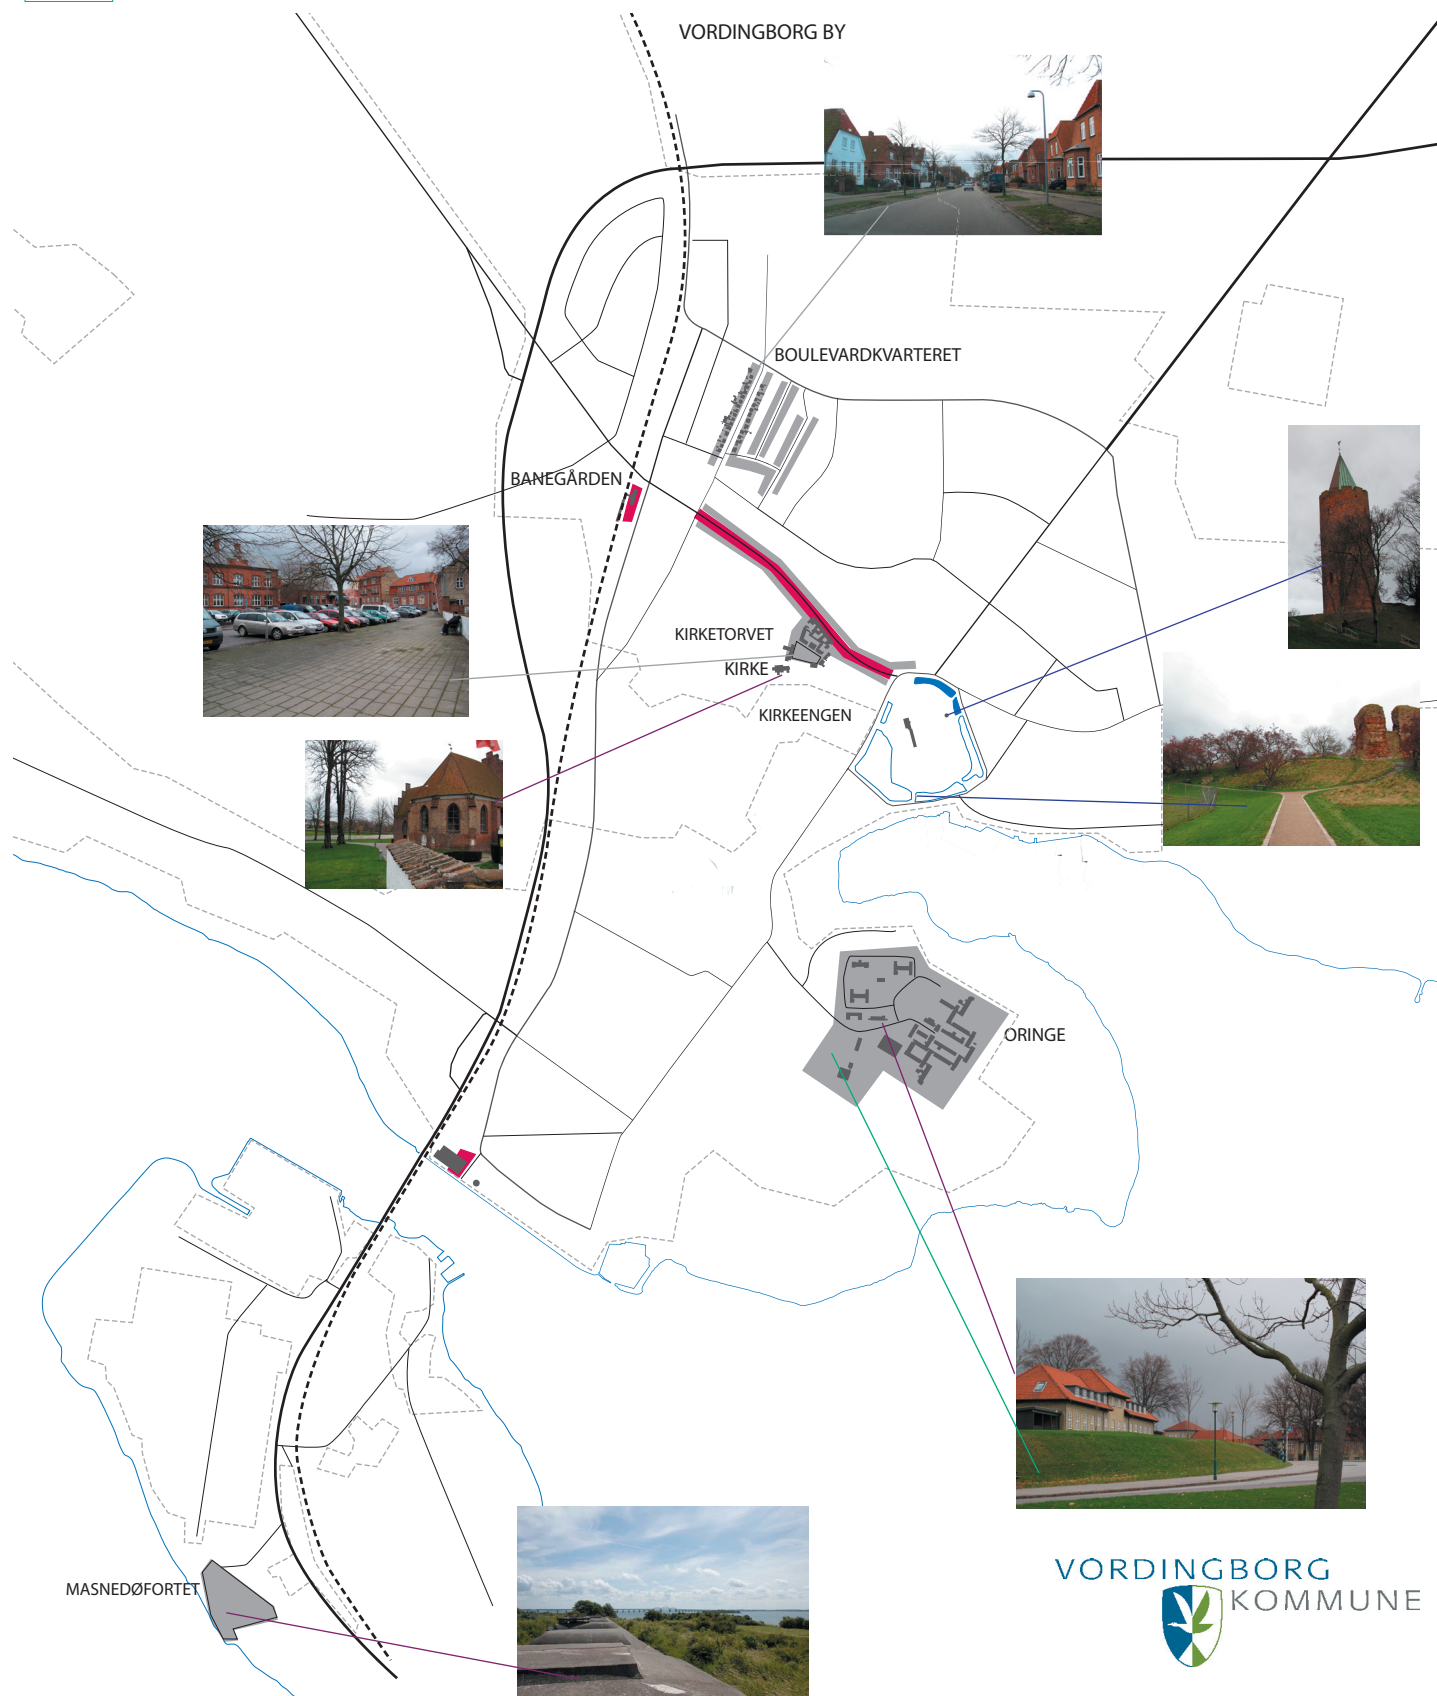 VORDINGBORG BY
BOULEVARDKVARTERET
BANEGÅRDEN
KIRKETORVET
KIRKE
KIRKEENGEN
ORINGE
MASNEDØFORTET
VORDINGBORG
KOMMUNE